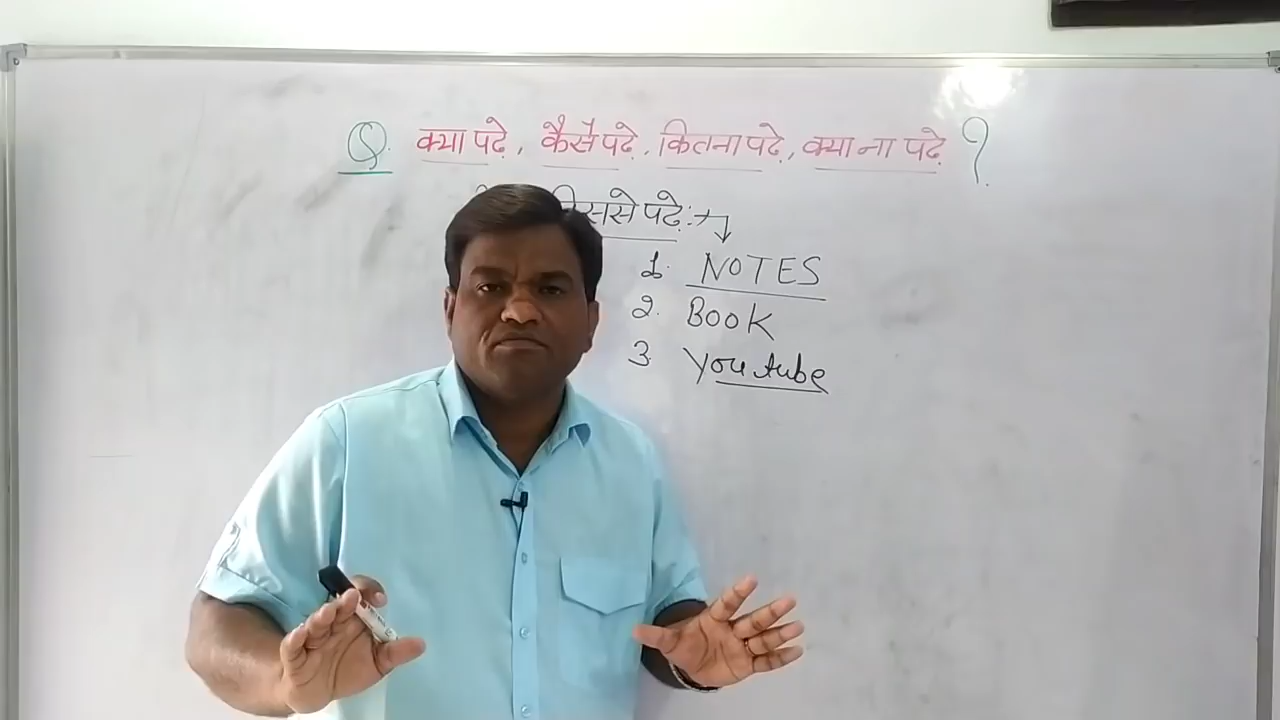 Q. क्या पढे, कैसे पढे, कितना पढे, क्या ना पढे ?
पढे:→
1. NOTES
2. Book
3. Youtube